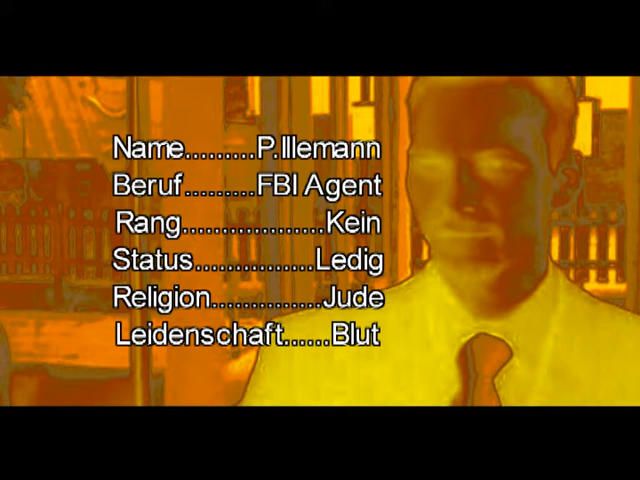 Name.........P.Illemann
Beruf.........FBI Agent
Rang..................Kein
Status...............Ledig
Religion..............Jude
Leidenschaft......Blut